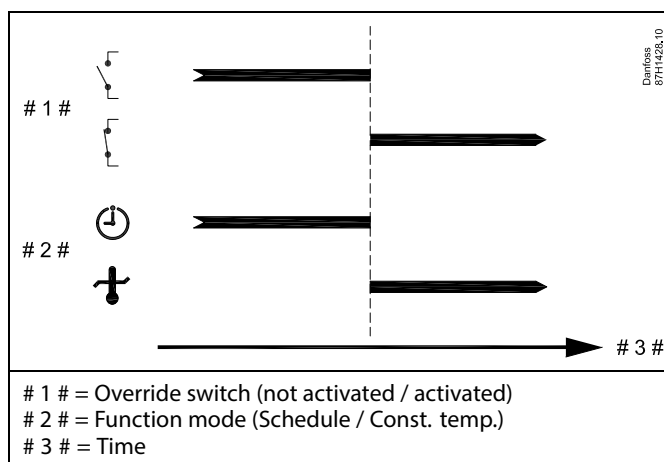 Danfoss
87H1428.10
# 1 #
# 2 #
# 3 #
# 1 # = Override switch (not activated / activated)
# 2 # = Function mode (Schedule / Const. temp.)
# 3 # = Time